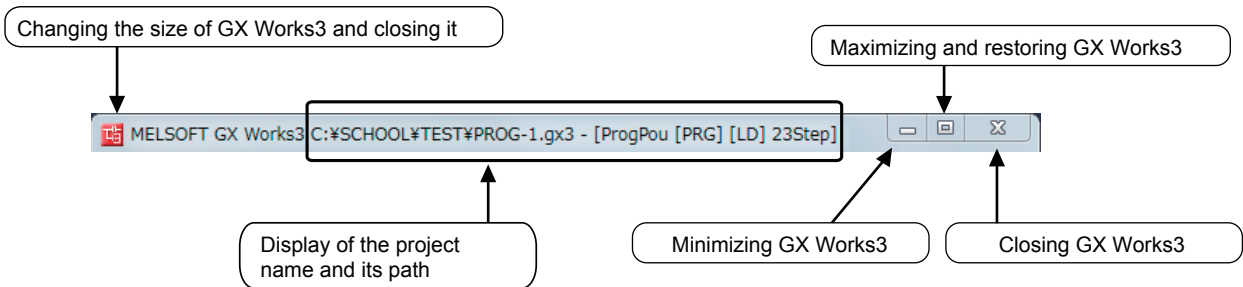 Changing the size of GX Works3 and closing it
Maximizing and restoring GX Works3
MELSOFT GX Works3 C:¥SCHOOL¥TEST¥PROG-1.gx3 - [ProgPou [PRG] [LD] 23Step]
Display of the project
name and its path
Minimizing GX Works3
Closing GX Works3